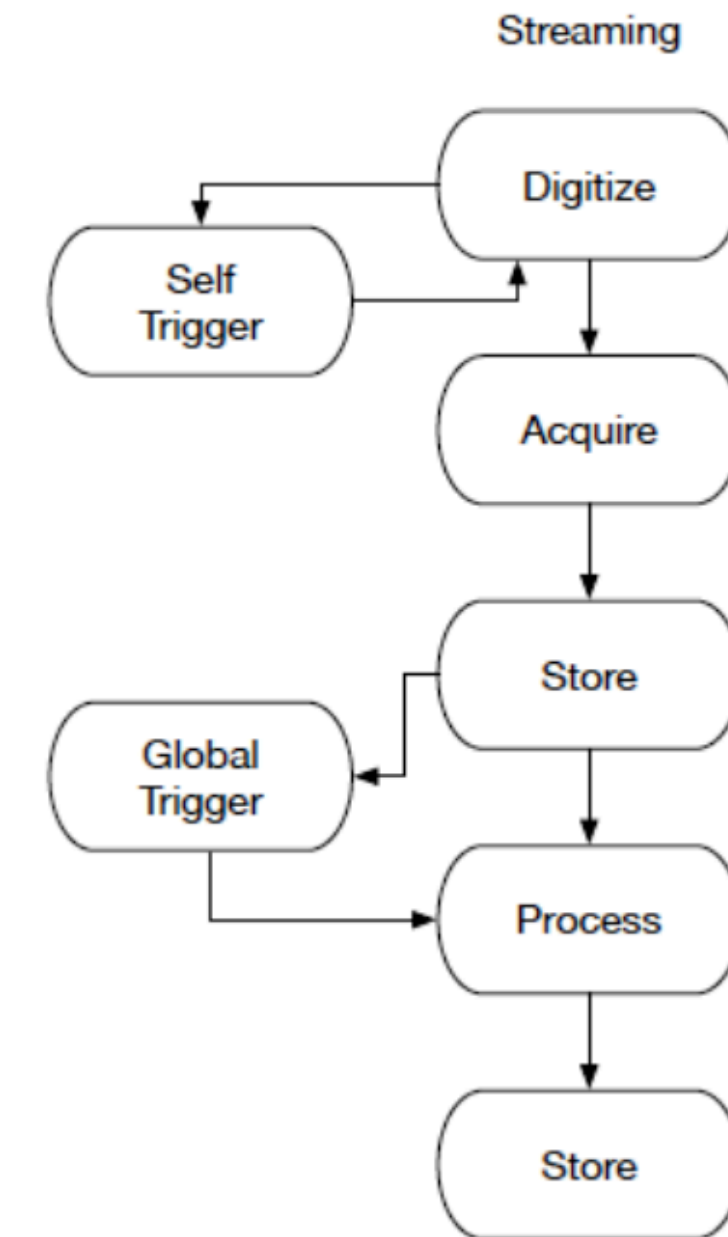 Streaming
Digitize
Self
Trigger
Acquire
Store
Global
Trigger
Process
Store